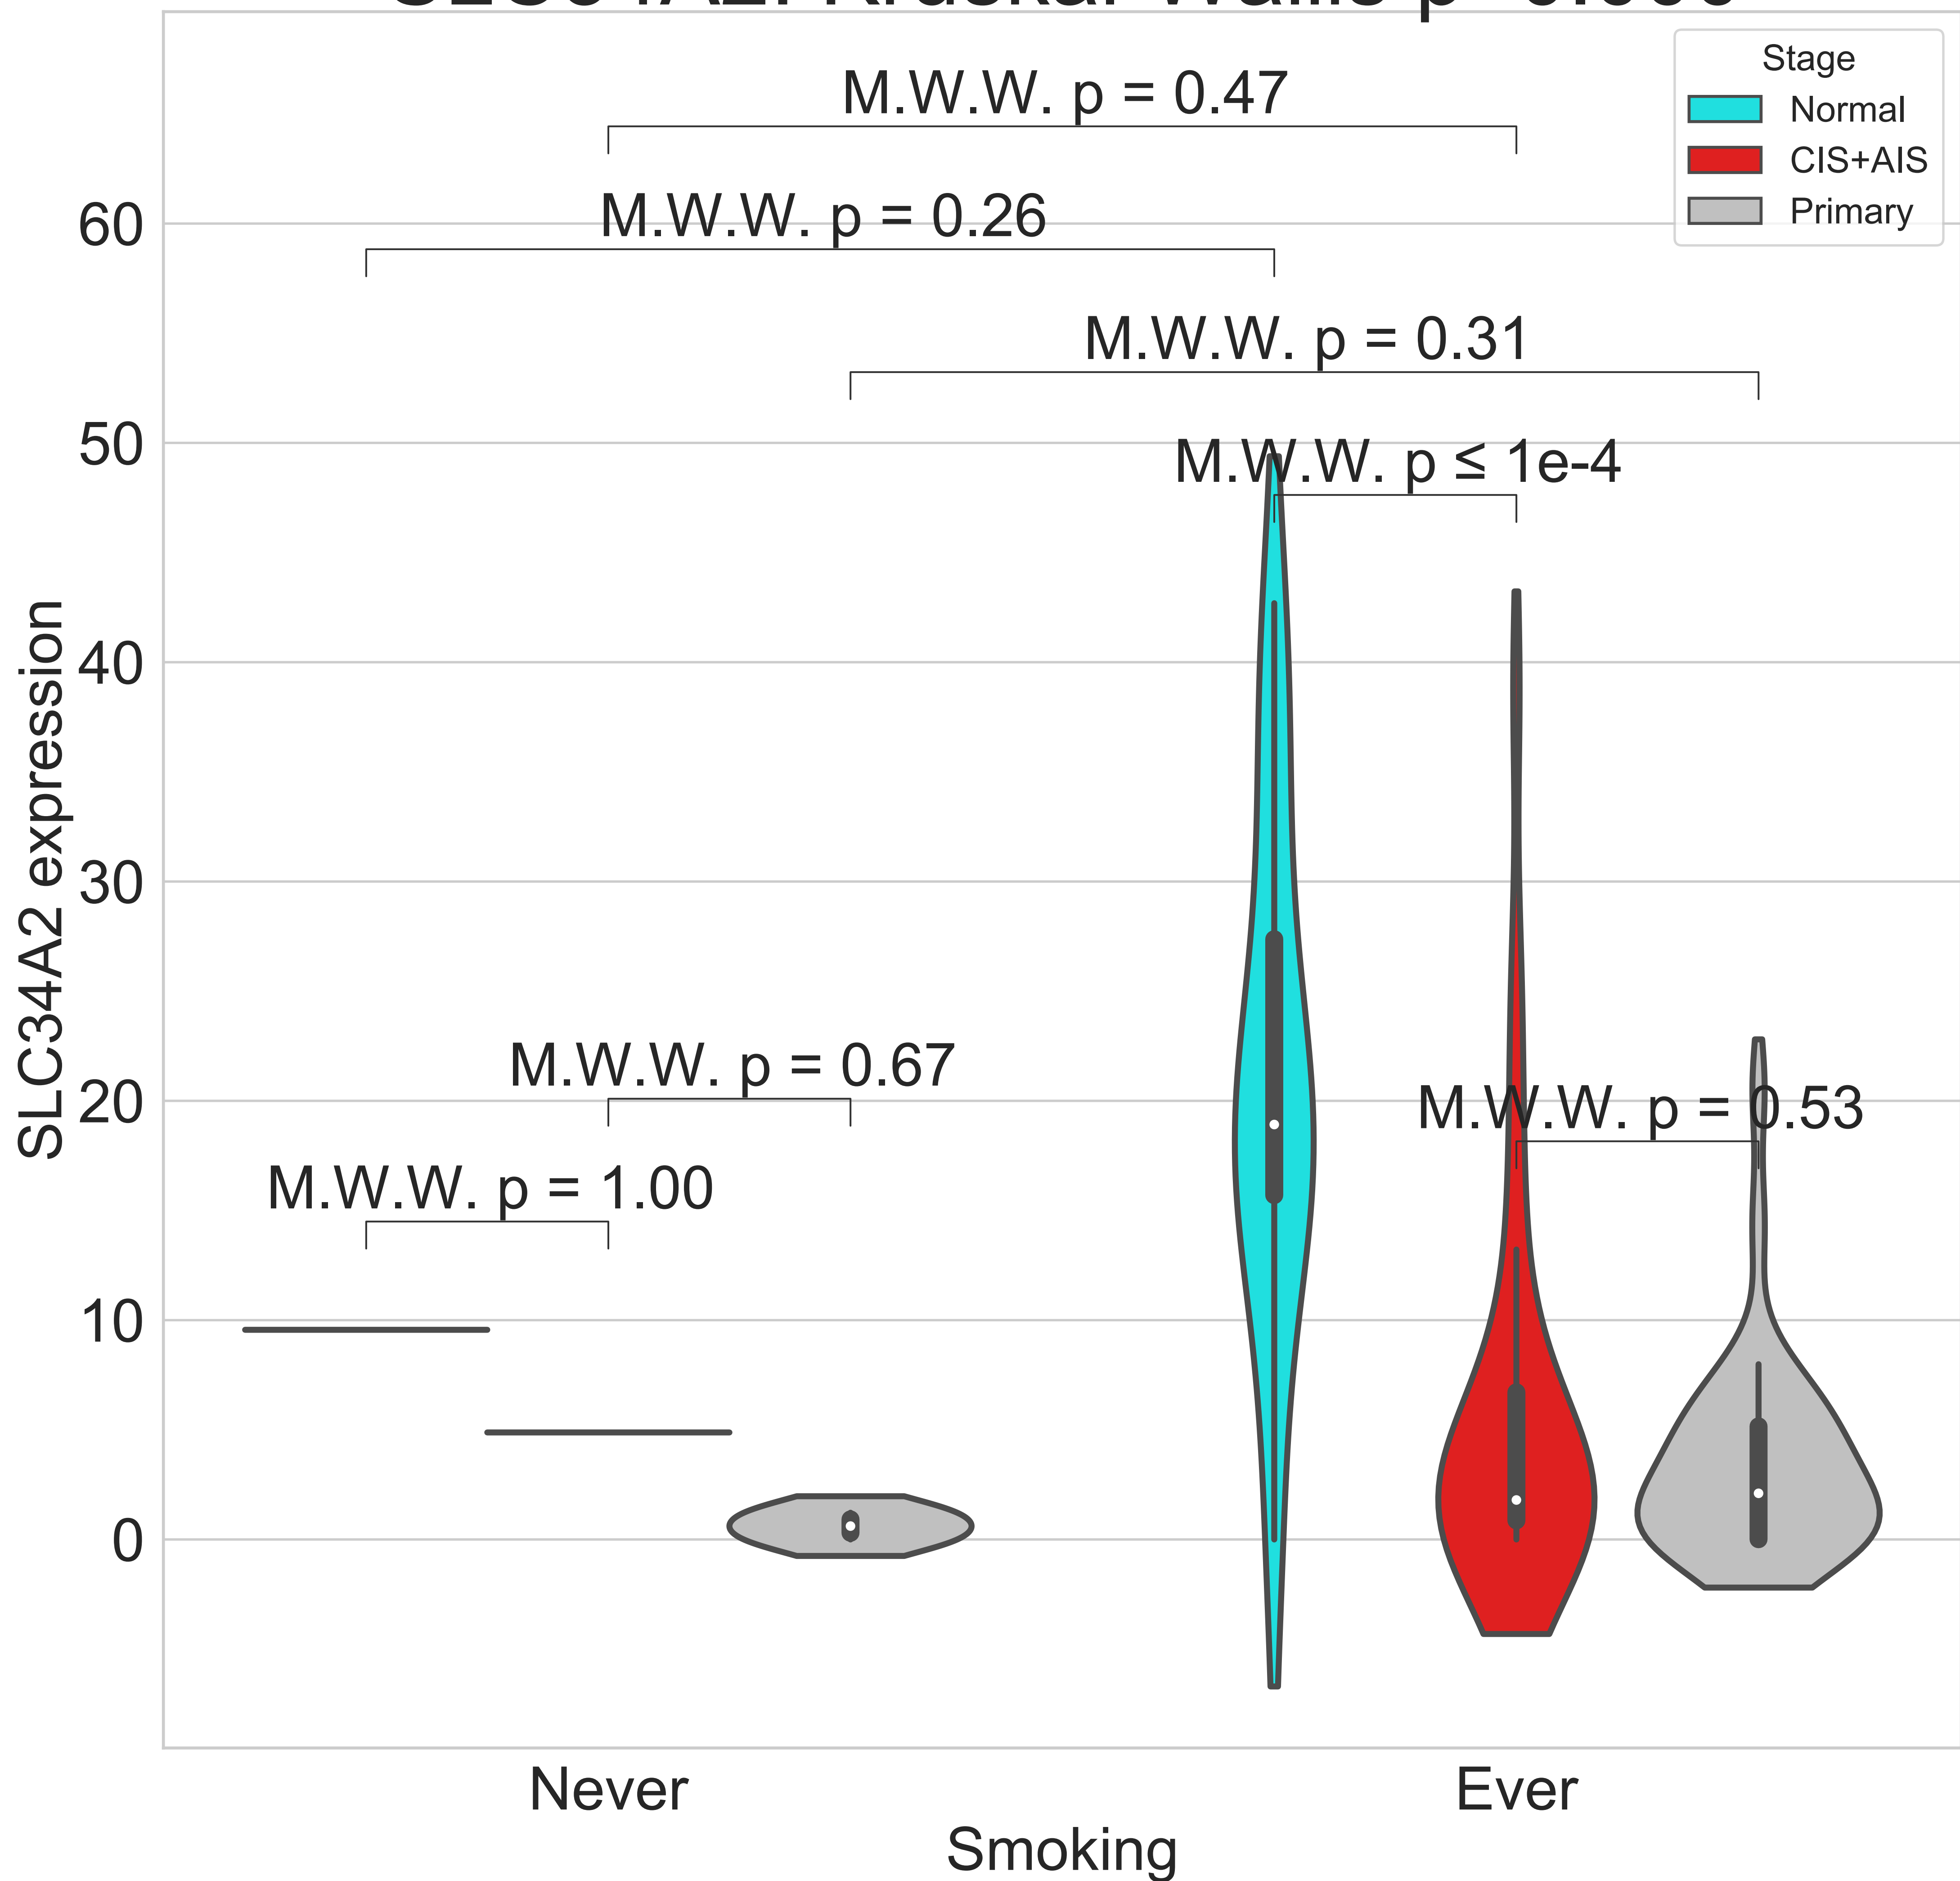 Stage
Normal
CIS+AIS
Primary
M.W.W. p = 0.47
M.W.W. p = 0.26
M.W.W. p = 0.31
M.W.W. p ≤ 1e-4
M.W.W. p = 0.67
M.W.W. p = 0.53
M.W.W. p = 1.00
60
50
40
30
20
10
0
SLC34A2 expression
Never
Ever
Smoking